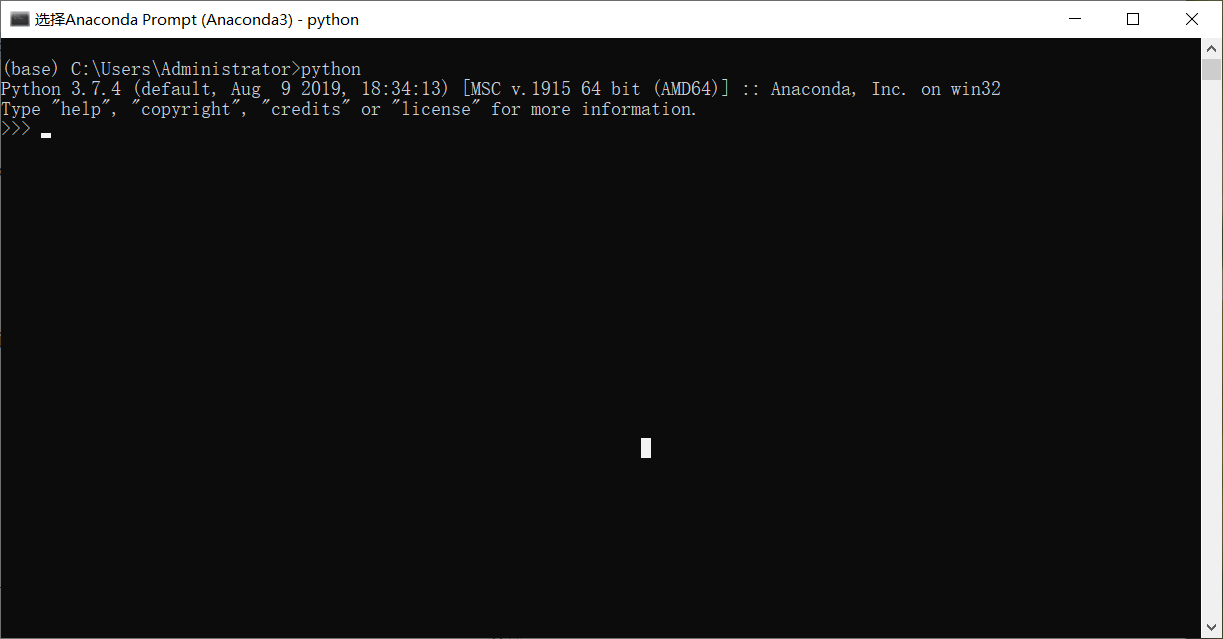 选择Anaconda Prompt (Anaconda3) - python
(base) C:\Users\Administrator>python
Python 3.7.4 (default, Aug  9 2019, 18:34:13) [MSC v.1915 64 bit (AMD64)] :: Anaconda, Inc. on win32
Type "help", "copyright", "credits" or "license" for more information.
>>>